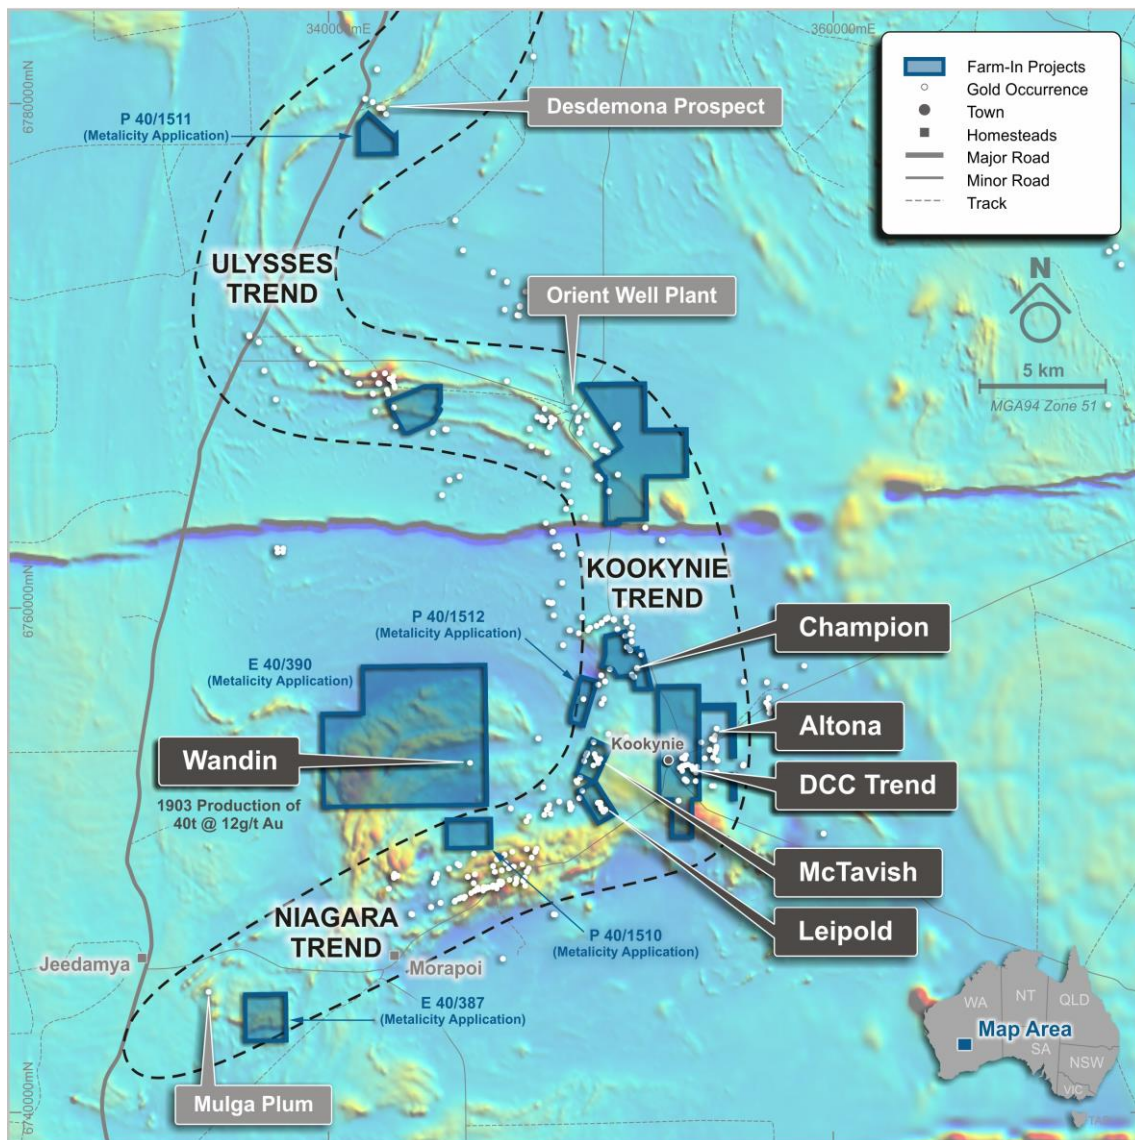 340000mE
360000mE
6780000mN
6760000mN
6740000mN
Farm-In Projects
Gold Occurrence
Town
Homesteads
Major Road
Minor Road
Track
P 40/1511
(Metalicity Application)
Desdemona Prospect
ULYSSES
TREND
Orient Well Plant
N
5 km
MGA94 Zone 51
KOOKYNIE
TREND
P 40/1512
(Metalicity Application)
E 40/390
(Metalicity Application)
Champion
Wandin
1903 Production of
40t @ 12g/t Au
Kookynie
Altona
DCC Trend
McTavish
Leipold
NIAGARA
TREND
P 40/1510
(Metalicity Application)
Jeedamya
Morapoi
E 40/387
(Metalicity Application)
Mulga Plum
WA
NT
QLD
Map Area
SA
NSW
VIC